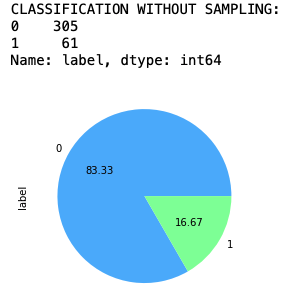 CLASSIFICATION WITHOUT SAMPLING:
0    305
1     61
Name: label, dtype: int64
0
83.33
label
16.67
1